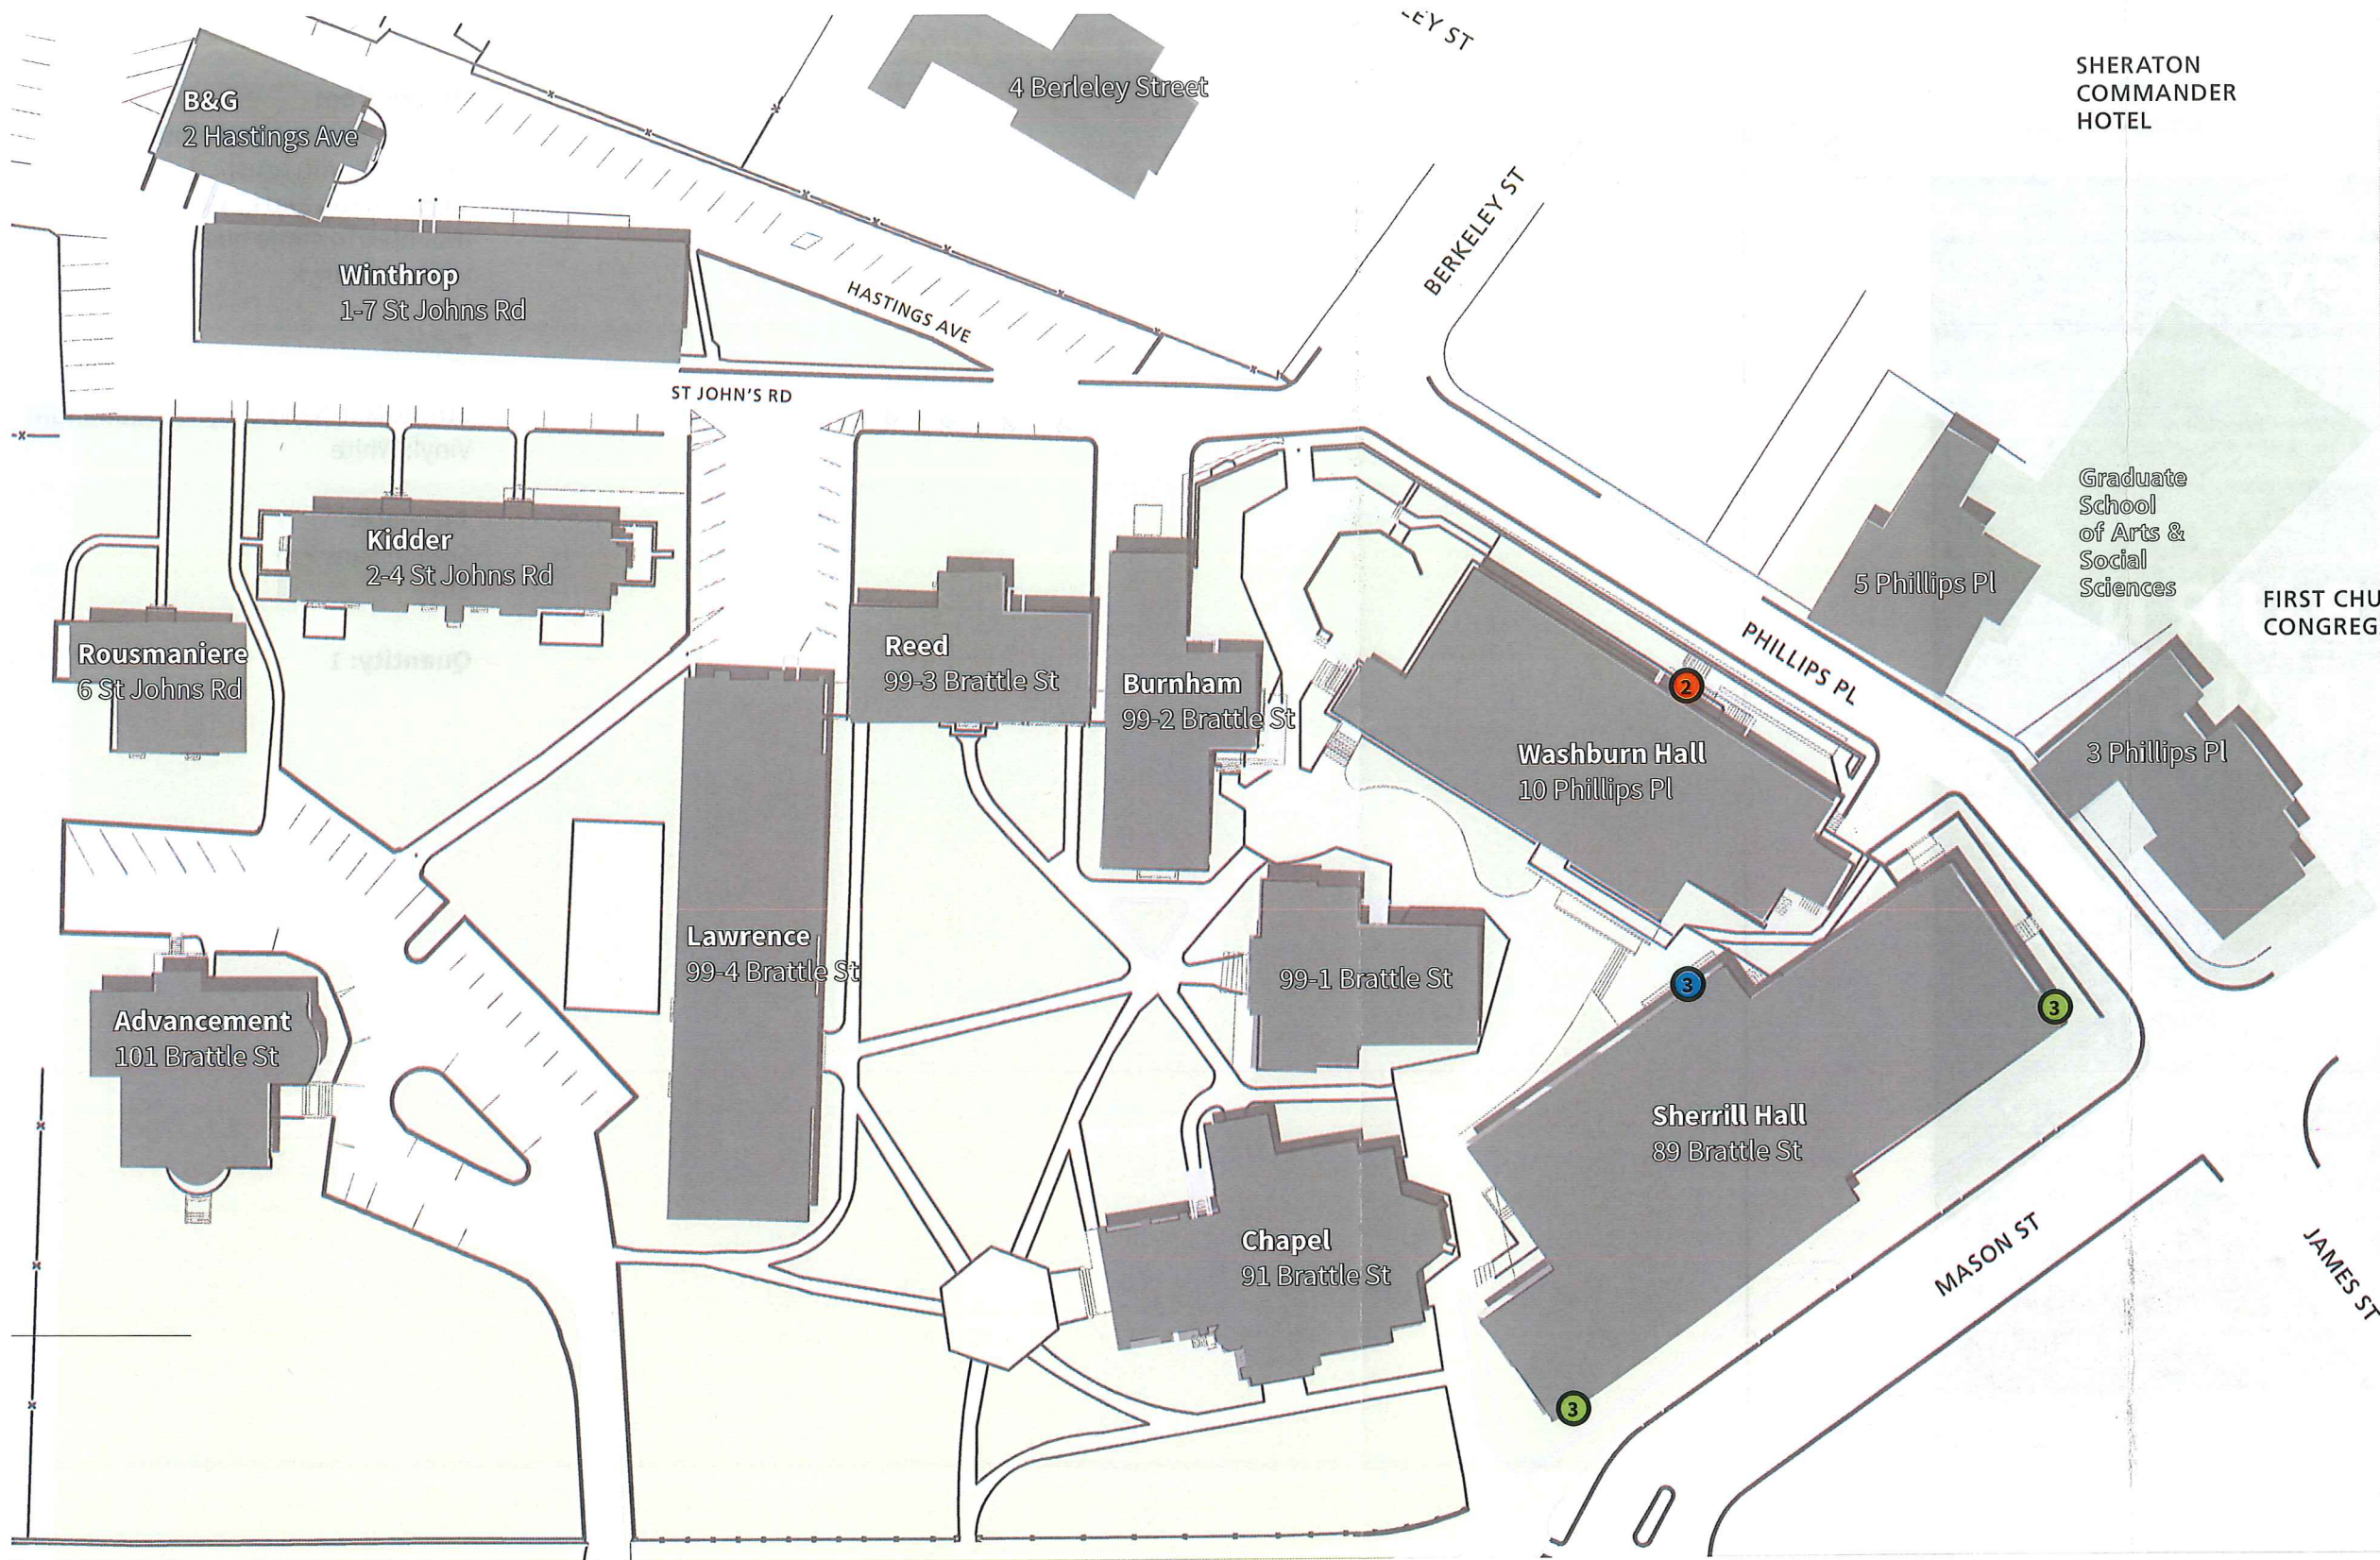 EY ST
SHERATON
COMMANDER
HOTEL
B&G
2 Hastings Ave
4 Berleley Street
BERKELEY ST
Winthrop
1-7 St Johns Rd
HASTINGS AVE
ST JOHN'S RD
Vinyl: White
Graduate
School
of Arts &
Social
Sciences
Kidder
2-4 St Johns Rd
5 Phillips Pl
FIRST CHU
CONGREG
PHILLIPS PL
Rousmaniere
6 St Johns Rd
Quantity: 1
Reed
99-3 Brattle St
Burnham
99-2 Brattle St
2
Washburn Hall
10 Phillips Pl
3 Phillips Pl
Lawrence
99-4 Brattle St
99-1 Brattle St
3
3
Advancement
101 Brattle St
Sherrill Hall
89 Brattle St
Chapel
91 Brattle St
MASON ST
JAMES ST
3